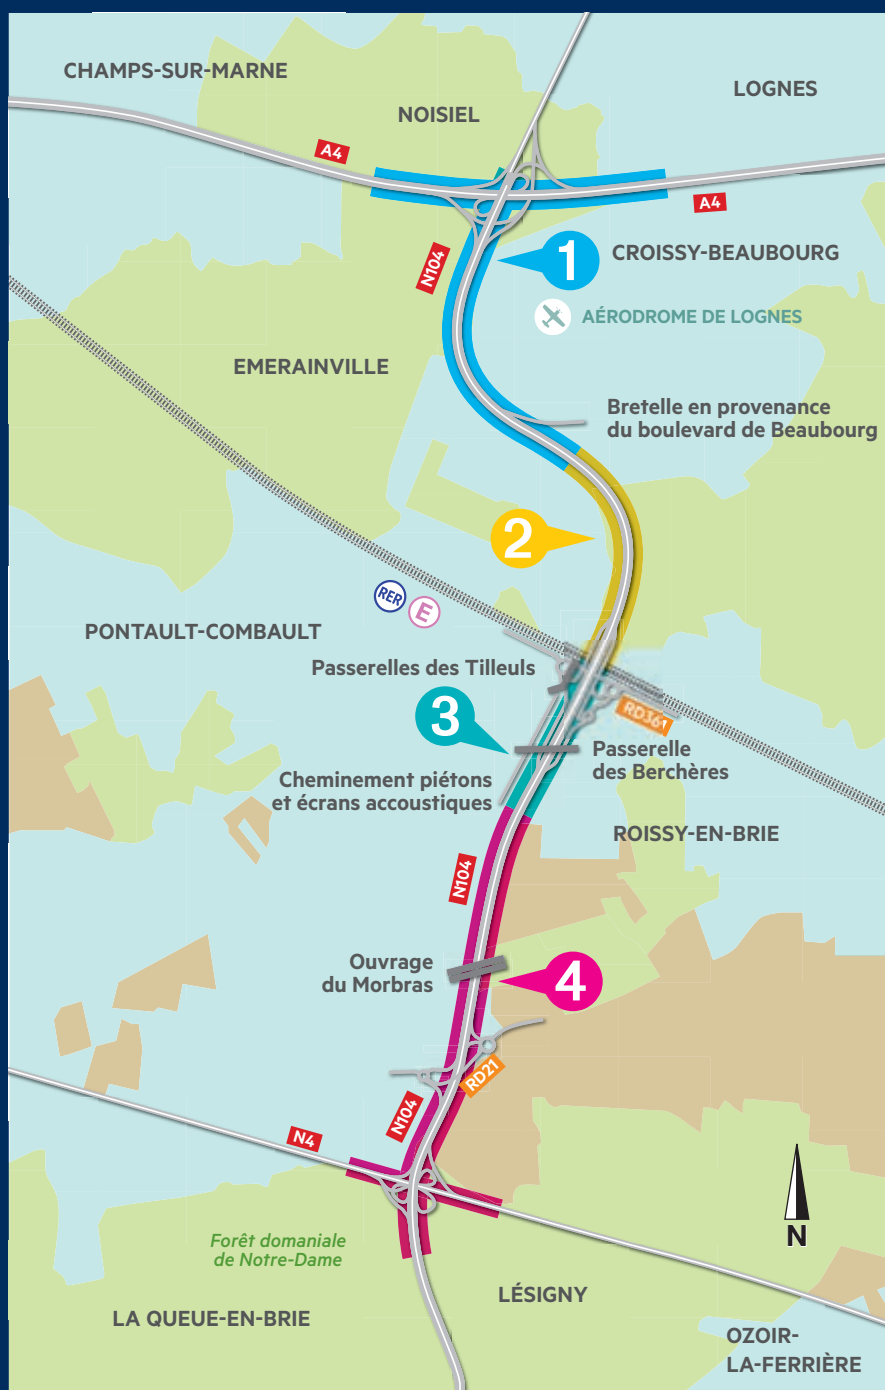 CHAMPS-SUR-MARNE
LOGNES
NOISIEL
A4
A4
N104
1
CROISSY-BEAUBOURG
AÉRODROME DE LOGNES
EMERAINVILLE
Bretelle en provenance
du boulevard de Beaubourg
2
RER
E
PONTAULT-COMBAULT
Passerelles des Tilleuls
RD361
3
Passerelle
des Berchères
Cheminement piétons
et écrans accoustiques
ROISSY-EN-BRIE
N104
Ouvrage
du Morbras
4
RD21
N104
N4
N
Forêt domaniale
de Notre-Dame
LÉSIGNY
LA QUEUE-EN-BRIE
OZOIR-
LA-FERRIÈRE